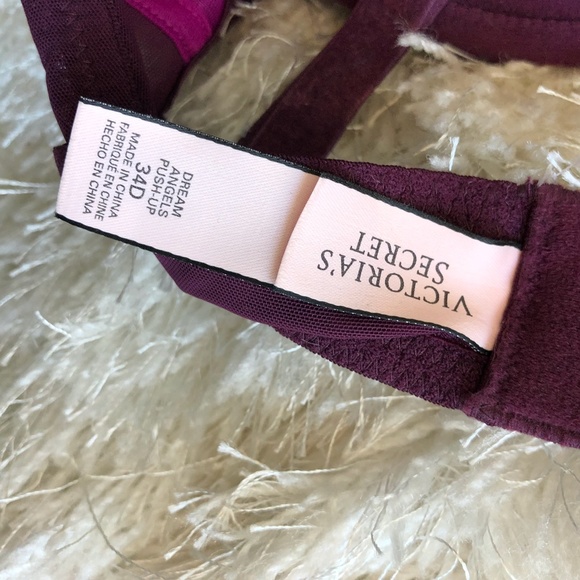 VICTORIA'S
SECRET
DREAM
ANGELS
PUSH-UP
34D
MADE IN CHINA
FABRIQUÉ EN CHINE
HECHO EN CHINA